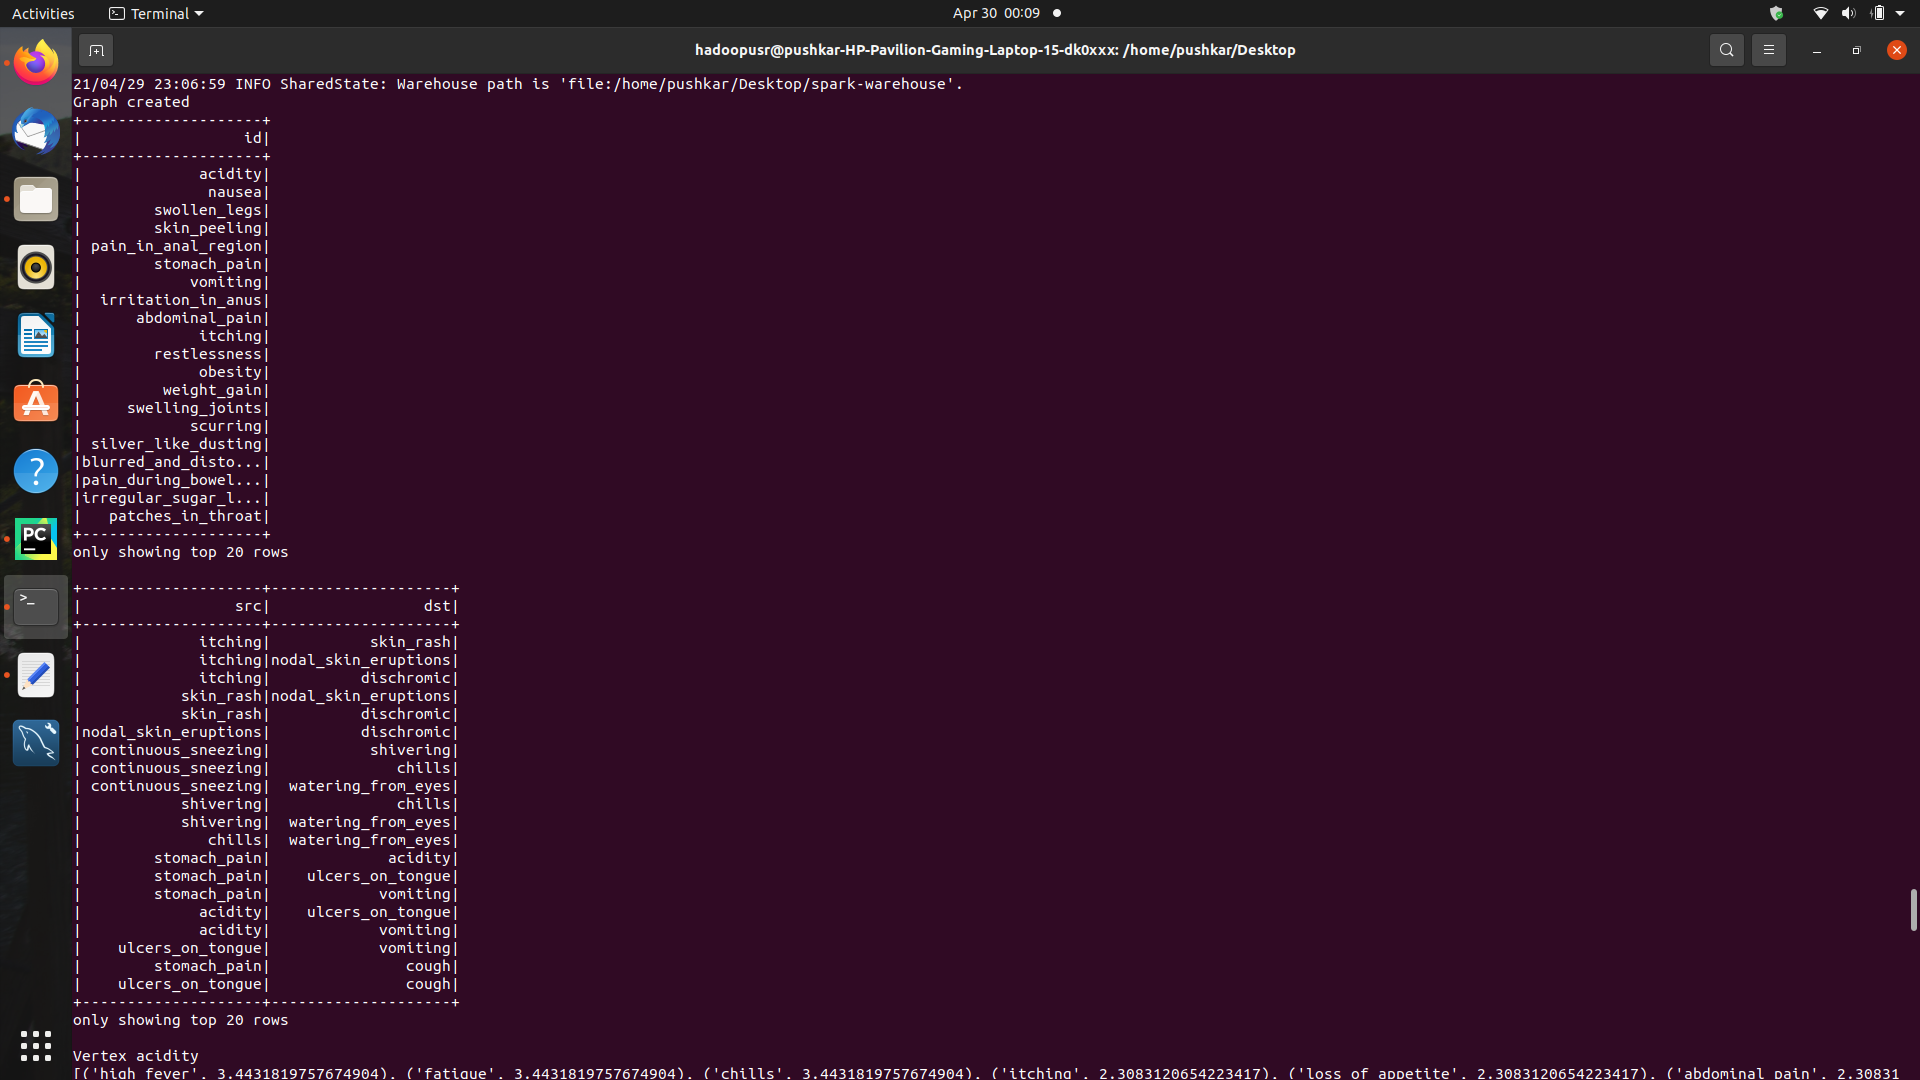 Activities
Terminal
Apr 30 00:09
hadoopusr@pushkar-HP-Pavilion-Gaming-Laptop-15-dk0xxx: /home/pushkar/Desktop
21/04/29 23:06:59 INFO SharedState: Warehouse path is 'file:/home/pushkar/Desktop/spark-warehouse'.
Graph created
+--------------------+
|                  id|
+--------------------+
|             acidity|
|              nausea|
|        swollen_legs|
|        skin_peeling|
| pain_in_anal_region|
|        stomach_pain|
|            vomiting|
|  irritation_in_anus|
|      abdominal_pain|
|             itching|
|        restlessness|
|             obesity|
|         weight_gain|
|     swelling_joints|
|            scurring|
| silver_like_dusting|
|blurred_and_disto...|
|pain_during_bowel...|
|irregular_sugar_l...|
|   patches_in_throat|
+--------------------+
only showing top 20 rows
+--------------------+--------------------+
|                 src|                 dst|
+--------------------+--------------------+
|             itching|           skin_rash|
|             itching|nodal_skin_eruptions|
|             itching|          dischromic|
|           skin_rash|nodal_skin_eruptions|
|           skin_rash|          dischromic|
|nodal_skin_eruptions|          dischromic|
| continuous_sneezing|           shivering|
| continuous_sneezing|              chills|
| continuous_sneezing|  watering_from_eyes|
|           shivering|              chills|
|           shivering|  watering_from_eyes|
|              chills|  watering_from_eyes|
|        stomach_pain|             acidity|
|        stomach_pain|    ulcers_on_tongue|
|        stomach_pain|            vomiting|
|             acidity|    ulcers_on_tongue|
|             acidity|            vomiting|
|    ulcers_on_tongue|            vomiting|
|        stomach_pain|               cough|
|    ulcers_on_tongue|               cough|
+--------------------+--------------------+
only showing top 20 rows
Vertex acidity
[('high_fever', 3.4431819757674904), ('fatigue', 3.4431819757674904), ('chills', 3.4431819757674904), ('itching', 2.3083120654223417), ('loss_of_appetite', 2.3083120654223417), ('abdominal_pain', 2.30831
PC
>_
?